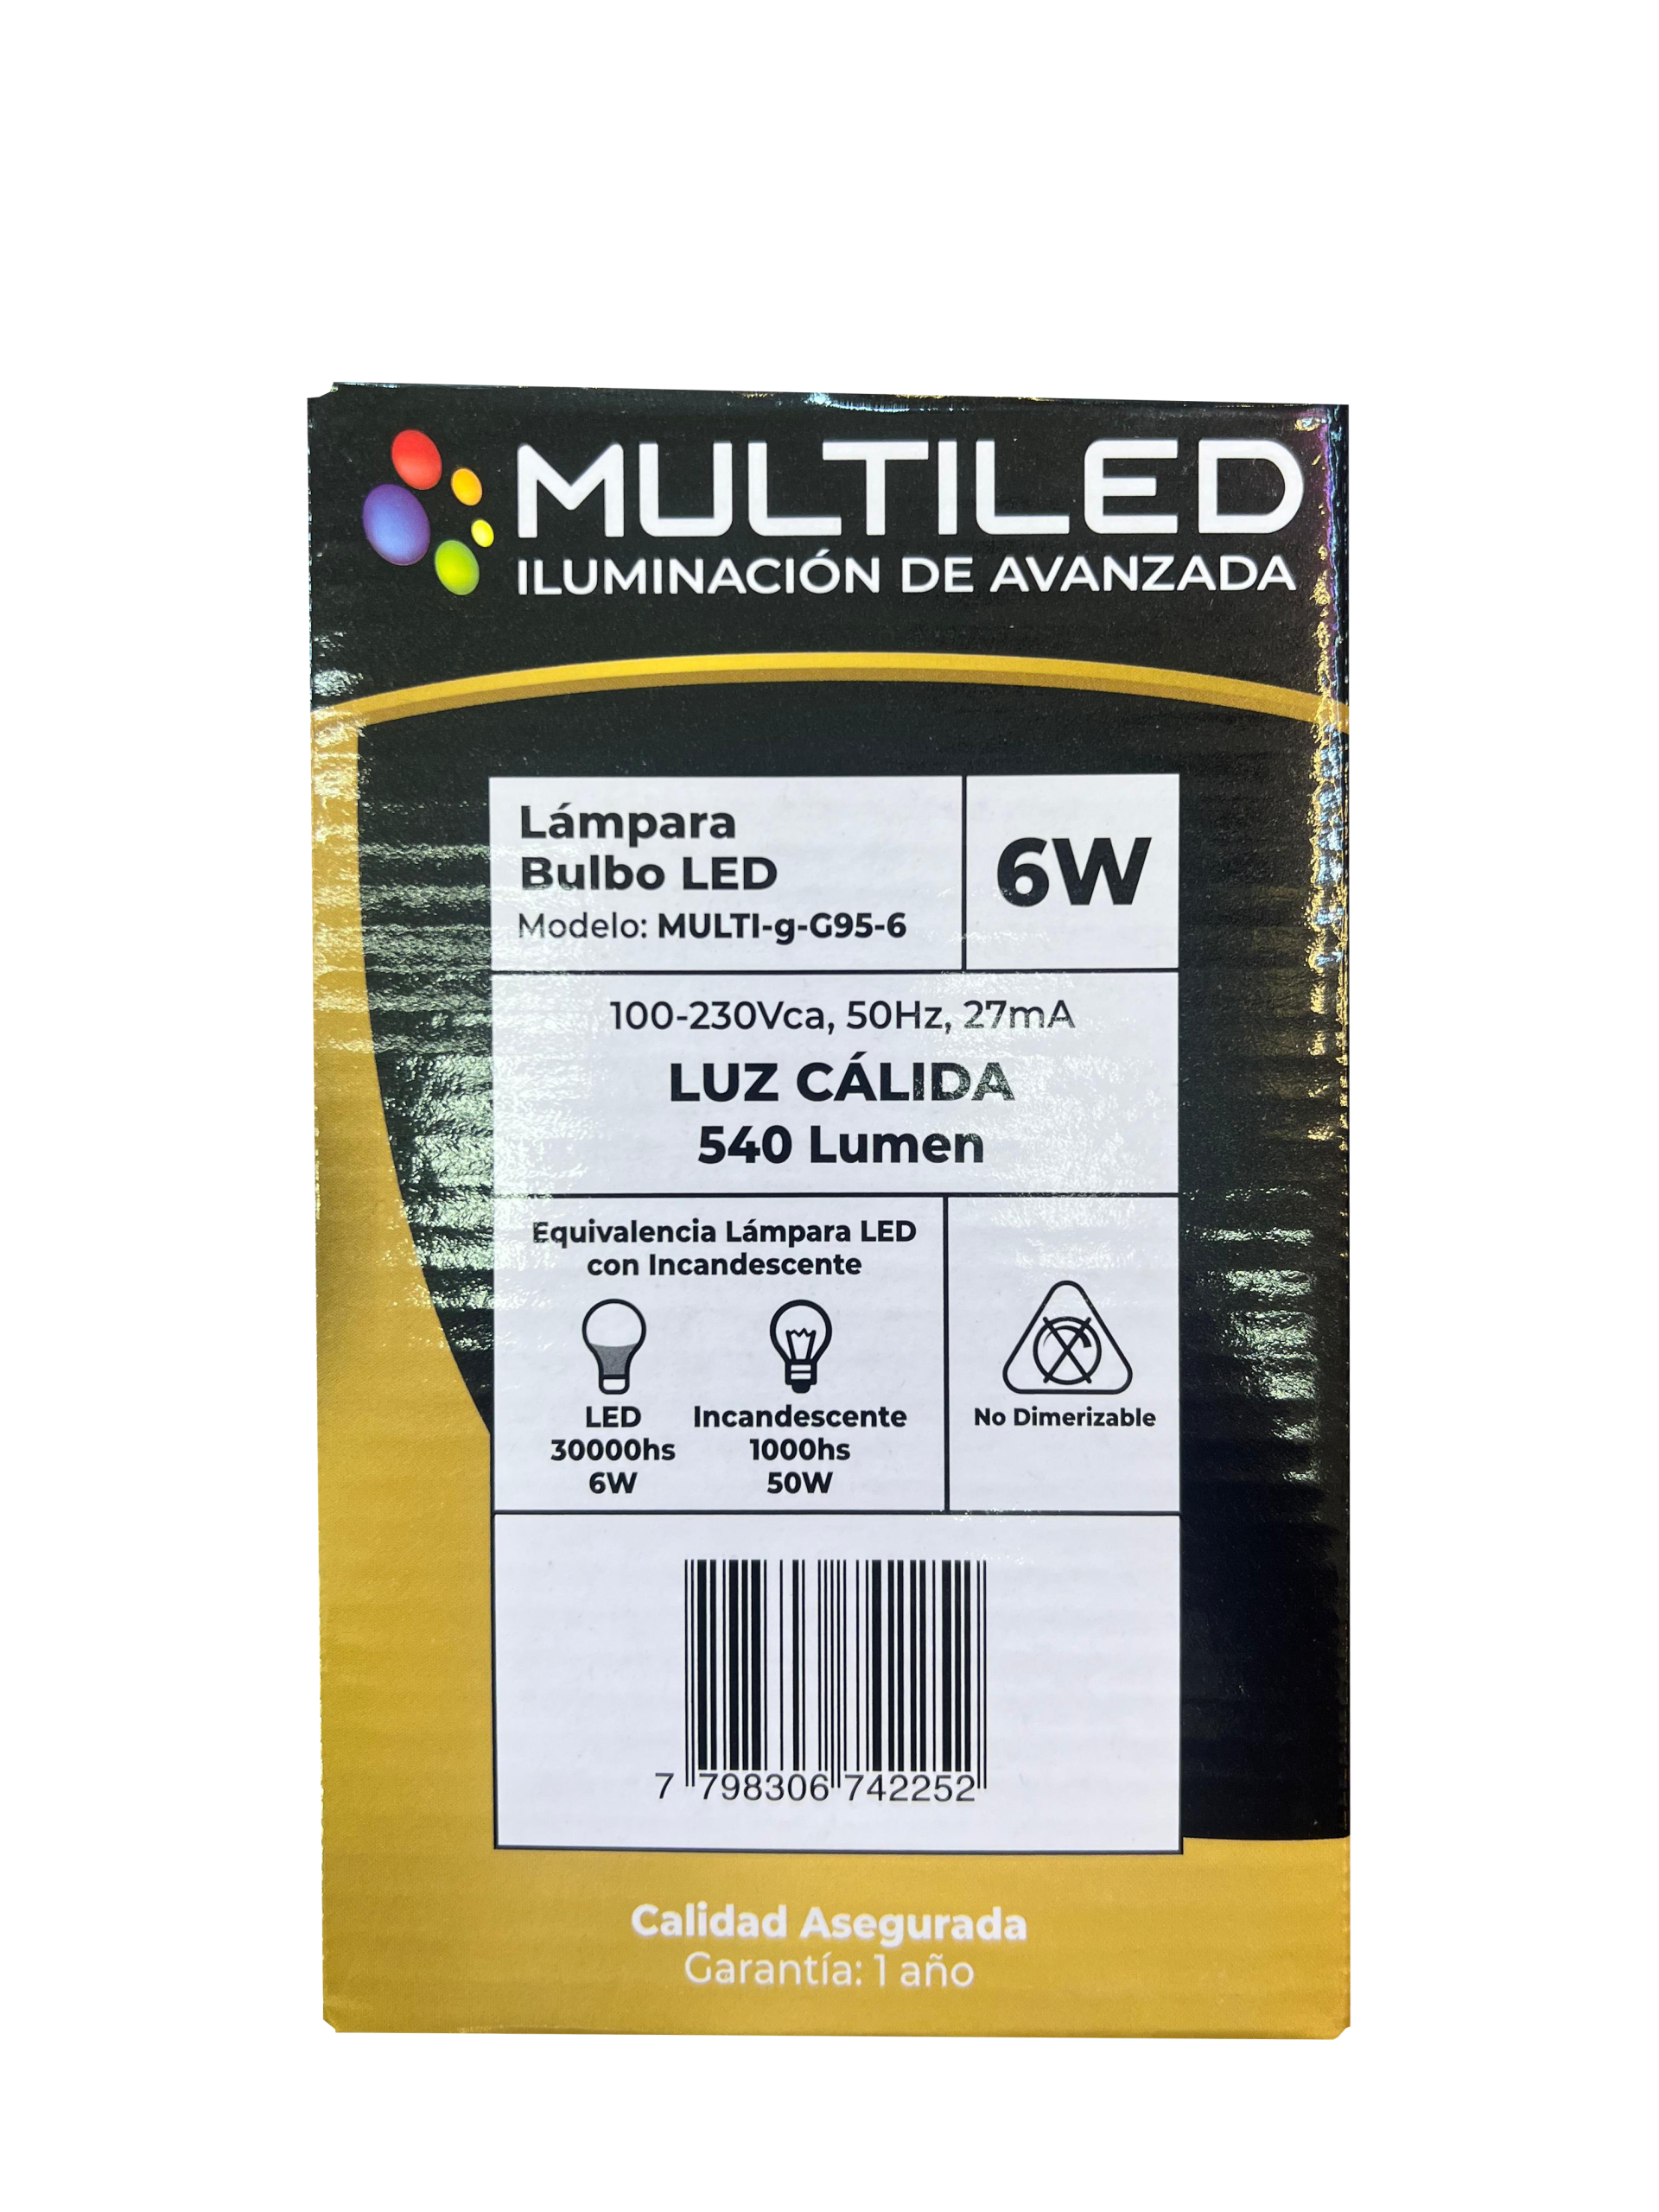 MULTILED
ILUMINACIÓN DE AVANZADA
Lámpara
Bulbo LED
Modelo: MULTI-g-G95-6
6W
100-230Vca, 50Hz, 27mA
LUZ CÁLIDA
540 Lumen
Equivalencia Lámpara LED
con Incandescente
LED
30000hs
6W
Incandescente
1000hs
50W
No Dimerizable
7 798306 742252
Calidad Asegurada
Garantía: 1 año